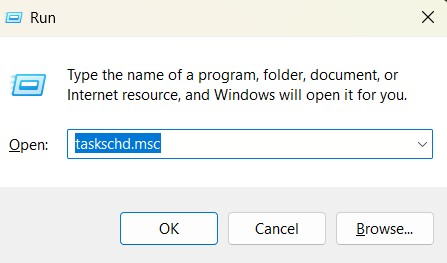 Run
Type the name of a program, folder, document, or
Internet resource, and Windows will open it for you.
Open: taskschd.msc
OK Cancel Browse...